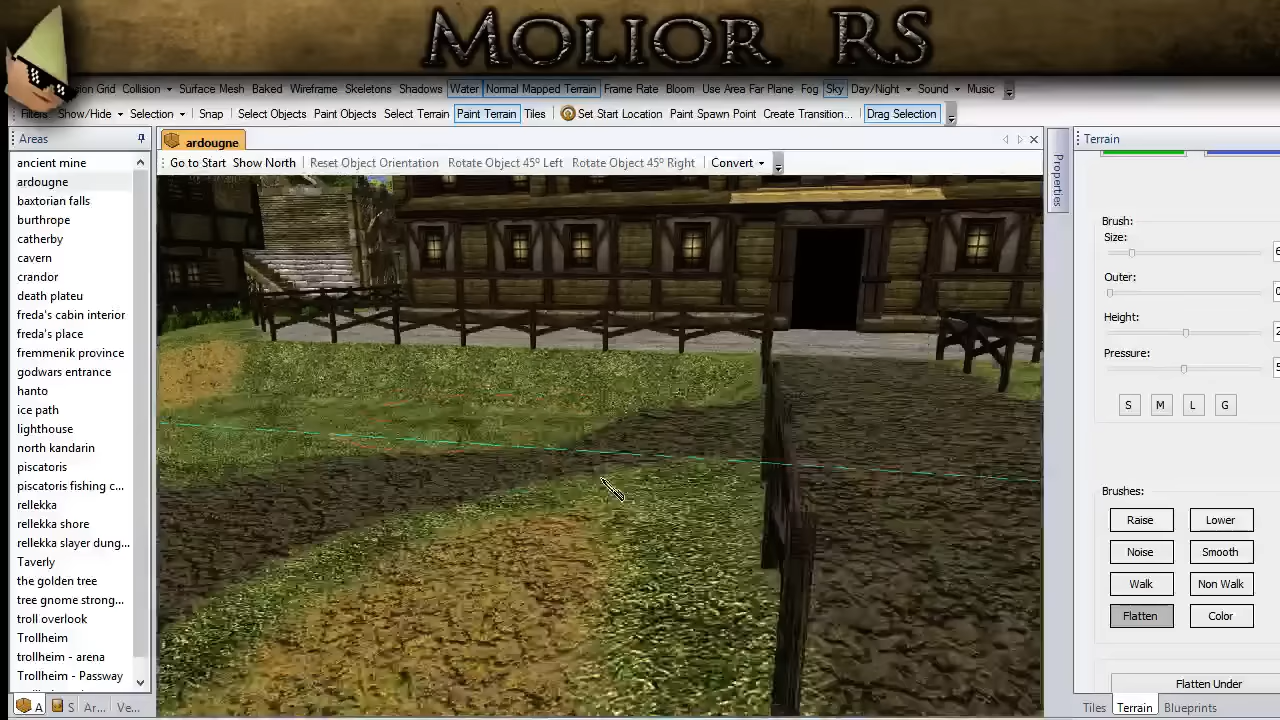 MOLIOR RS
on Grid Collision Surface Mesh Baked Wireframe Skeletons Shadows Water Normal Mapped Terrain Frame Rate Bloom Use Area Far Plane Fog Sky Day/Night Sound Music
Filters Show/Hide Selection Snap Select Objects Paint Objects Select Terrain Paint Terrain Tiles Set Start Location Paint Spawn Point Create Transition... Drag Selection
Areas
ardougne
Terrain
Go to Start Show North Reset Object Orientation Rotate Object 45º Left Rotate Object 45º Right Convert
Properties
ancient mine
ardougne
baxtorian falls
burthrope
catherby
cavern
crandor
death plateu
freda's cabin interior
freda's place
fremmenik province
godwars entrance
hanto
ice path
lighthouse
north kandarin
piscatoris
piscatoris fishing c...
rellekka
rellekka shore
rellekka slayer dung...
Taverly
the golden tree
tree gnome strong...
troll overlook
Trollheim
trollheim - arena
Trollheim - Passway
A S Ar... Ve...
Brush:
Size:
Outer:
Height:
Pressure:
S M L G
Brushes:
Raise Lower
Noise Smooth
Walk Non Walk
Flatten Color
Flatten Under
Tiles Terrain Blueprints